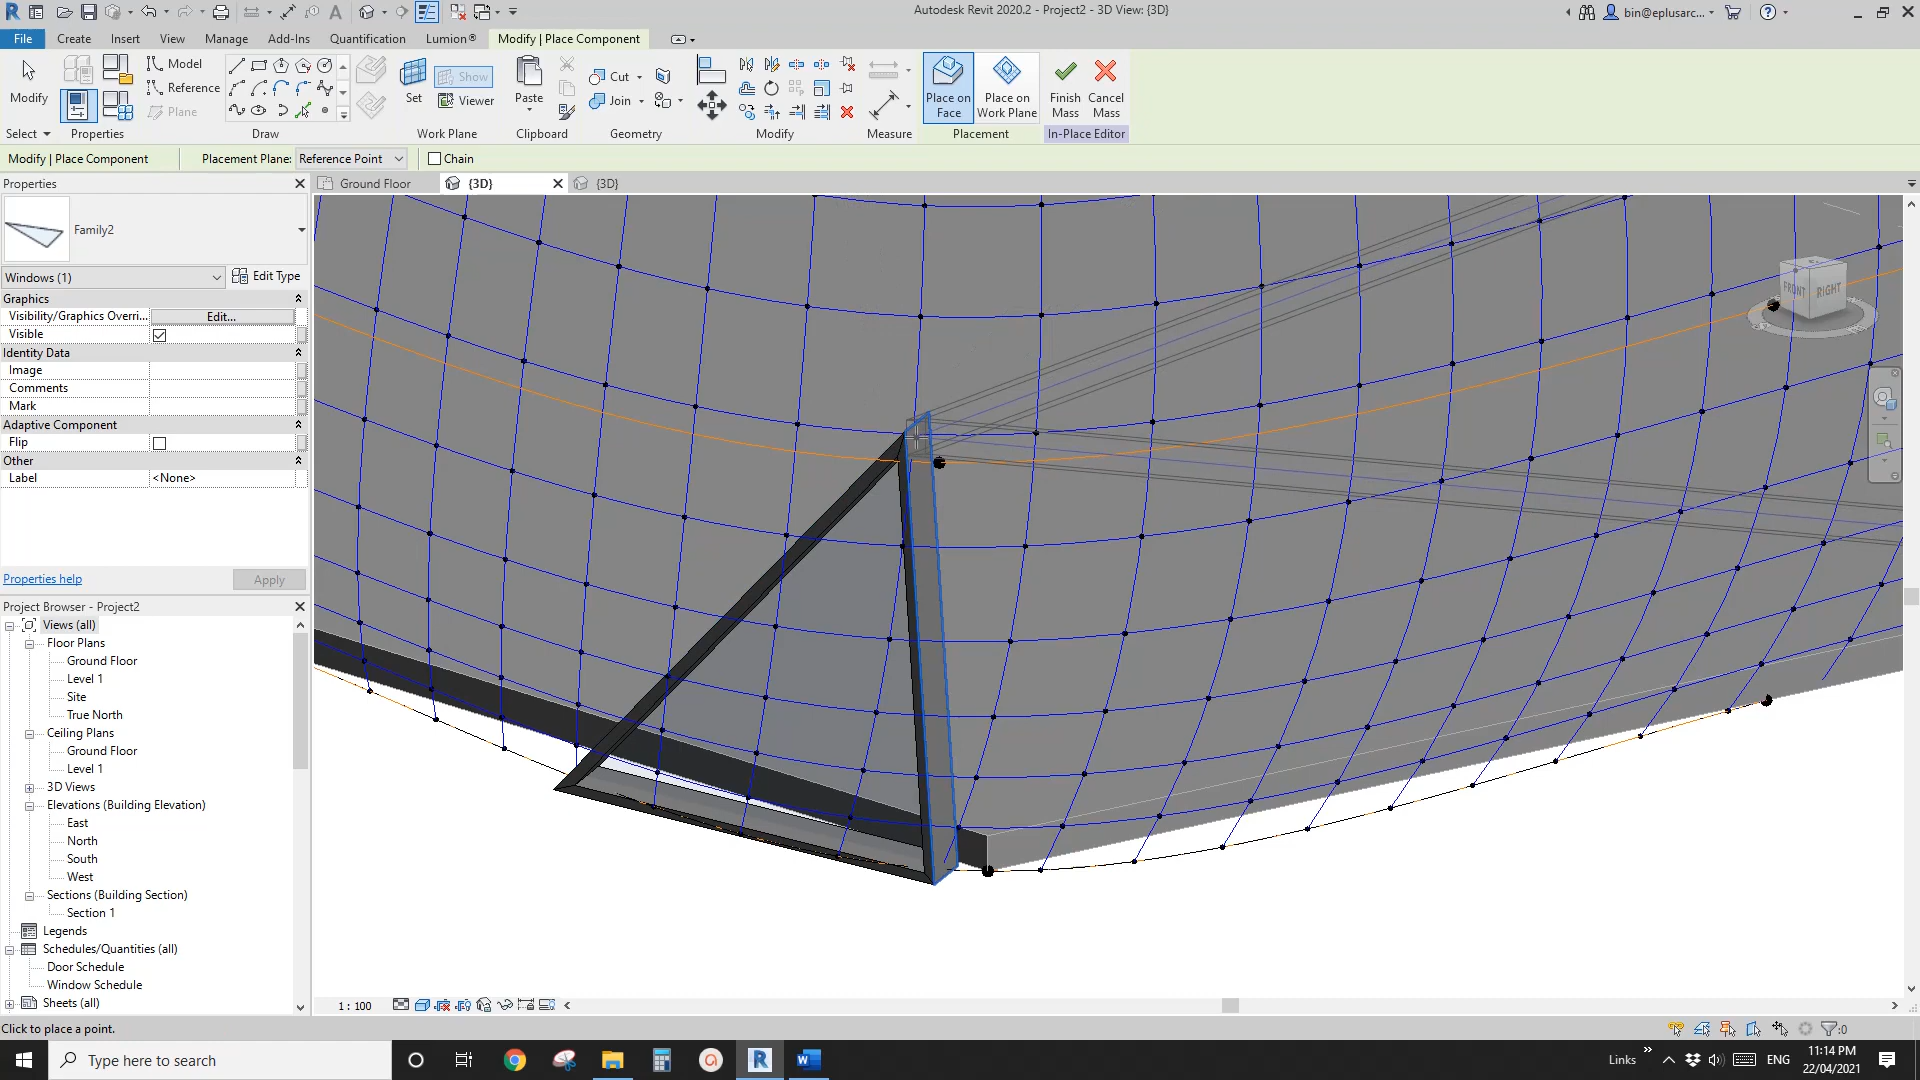 Autodesk Revit 2020.2 - Project2 - 3D View: {3D}
bin@eplusarc...
File
Create
Insert
View
Manage
Add-Ins
Quantification
Lumion®
Modify | Place Component
Modify
Model
Reference
Plane
Set
Show
Viewer
Paste
Cut
Join
Place on Face
Place on Work Plane
Finish Mass
Cancel Mass
Select
Properties
Draw
Work Plane
Clipboard
Geometry
Modify
Measure
Placement
In-Place Editor
Modify | Place Component
Placement Plane:
Reference Point
Chain
Properties
Ground Floor
{3D}
{3D}
Family2
Windows (1)
Edit Type
Graphics
Visibility/Graphics Overri...
Edit...
Visible
Identity Data
Image
Comments
Mark
Adaptive Component
Flip
Other
Label
<None>
Properties help
Apply
FRONT
RIGHT
Project Browser - Project2
Views (all)
Floor Plans
Ground Floor
Level 1
Site
True North
Ceiling Plans
Ground Floor
Level 1
3D Views
Elevations (Building Elevation)
East
North
South
West
Sections (Building Section)
Section 1
Legends
Schedules/Quantities (all)
Door Schedule
Window Schedule
Sheets (all)
1 : 100
Click to place a point.
:0
Type here to search
Links
ENG
11:14 PM
22/04/2021